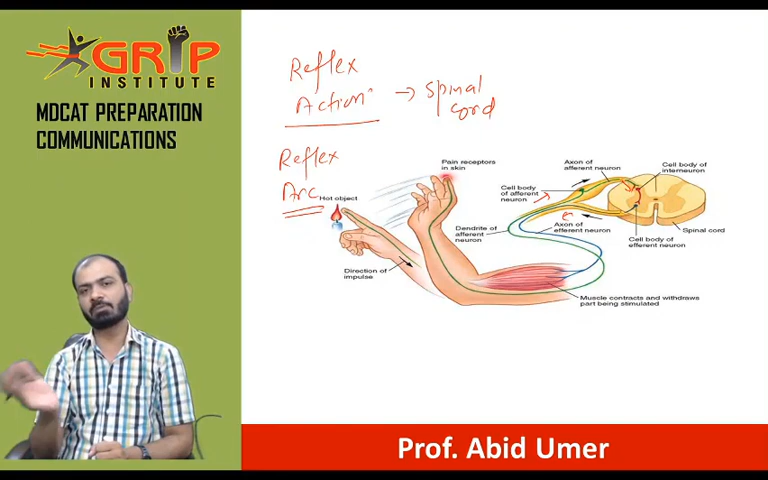 GRIP
INSTITUTE
MDCAT PREPARATION
COMMUNICATIONS
Reflex
Action → Spinal
cord
Reflex
Arc
Hot object
Direction of
impulse
Pain receptors
in skin
Cell body
of afferent
neuron
Axon of
afferent neuron
Cell body of
interneuron
Dendrite of
afferent
neuron
Axon of
efferent neuron
Cell body of
efferent neuron
Spinal cord
Muscle contracts and withdraws
part being stimulated
Prof. Abid Umer